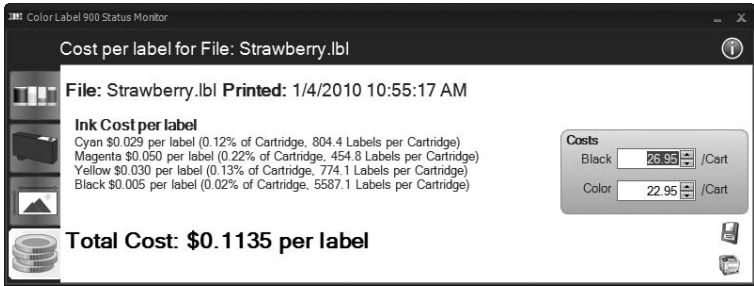 Color Label 900 Status Monitor
Cost per label for File: Strawberry.lbl
File: Strawberry.lbl Printed: 1/4/2010 10:55:17 AM
Ink Cost per label
Cyan $0.029 per label (0.12% of Cartridge, 804.4 Labels per Cartridge)
Magenta $0.050 per label (0.22% of Cartridge, 454.8 Labels per Cartridge)
Yellow $0.030 per label (0.13% of Cartridge, 774.1 Labels per Cartridge)
Black $0.005 per label (0.02% of Cartridge, 5587.1 Labels per Cartridge)
Costs
Black 26.95 /Cart
Color 22.95 /Cart
Total Cost: $0.1135 per label